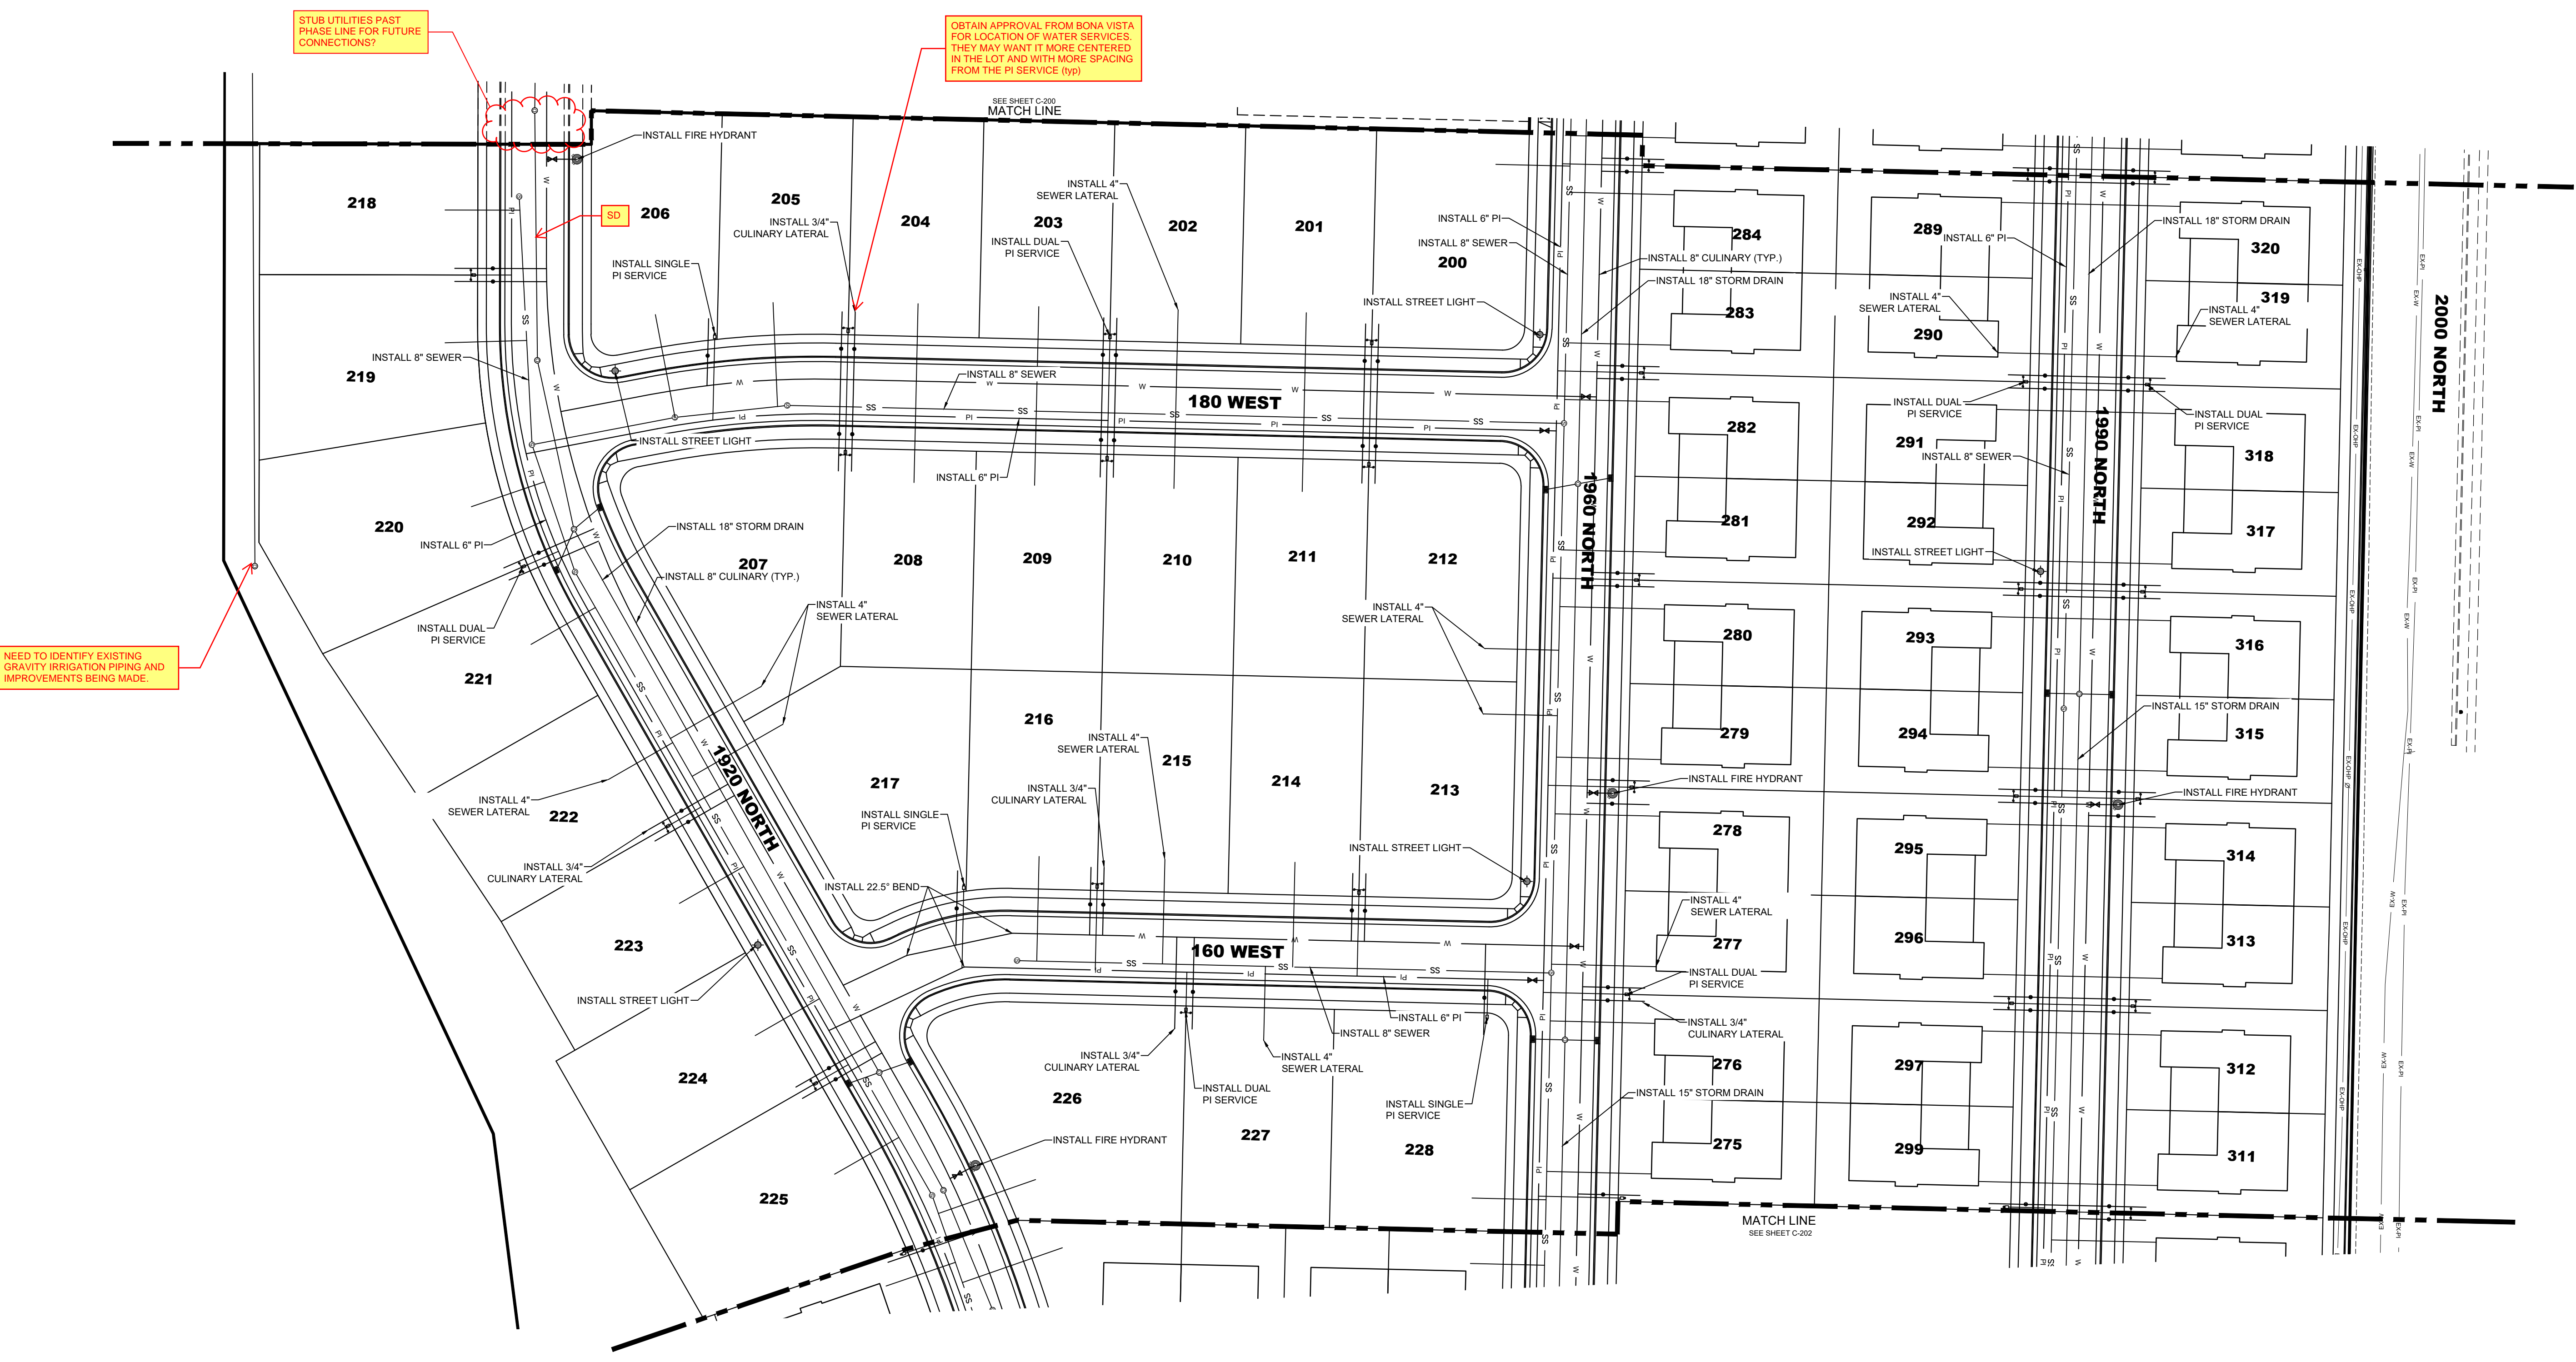 STUB UTILITIES PAST
PHASE LINE FOR FUTURE
CONNECTIONS?
OBTAIN APPROVAL FROM BONA VISTA
FOR LOCATION OF WATER SERVICES.
THEY MAY WANT IT MORE CENTERED
IN THE LOT AND WITH MORE SPACING
FROM THE PI SERVICE (typ)
SEE SHEET C-200
MATCH LINE
INSTALL FIRE HYDRANT
218
SD
206
205
INSTALL 3/4"
CULINARY LATERAL
204
203
INSTALL 4"
SEWER LATERAL
INSTALL DUAL
PI SERVICE
202
201
INSTALL 6" PI
INSTALL 8" SEWER
200
INSTALL STREET LIGHT
INSTALL SINGLE
PI SERVICE
284
INSTALL 8" CULINARY (TYP.)
INSTALL 18" STORM DRAIN
283
289
INSTALL 6" PI
INSTALL 18" STORM DRAIN
320
INSTALL 4"
SEWER LATERAL
290
319
INSTALL 4"
SEWER LATERAL
2000 NORTH
EX-OHP
EX-W
EX-PI
219
INSTALL 8" SEWER
INSTALL 8" SEWER
180 WEST
INSTALL STREET LIGHT
INSTALL 6" PI
282
281
INSTALL DUAL
PI SERVICE
291
INSTALL 8" SEWER
292
INSTALL STREET LIGHT
INSTALL DUAL
PI SERVICE
318
317
1960 NORTH
1990 NORTH
220
INSTALL 6" PI
INSTALL 18" STORM DRAIN
207
INSTALL 8" CULINARY (TYP.)
208
209
210
211
212
INSTALL DUAL
PI SERVICE
INSTALL 4"
SEWER LATERAL
INSTALL 4"
SEWER LATERAL
NEED TO IDENTIFY EXISTING
GRAVITY IRRIGATION PIPING AND
IMPROVEMENTS BEING MADE.
221
280
279
293
294
316
INSTALL 15" STORM DRAIN
315
216
INSTALL 4"
SEWER LATERAL
215
214
213
217
1920 NORTH
INSTALL 3/4"
CULINARY LATERAL
INSTALL SINGLE
PI SERVICE
INSTALL 4"
SEWER LATERAL
222
INSTALL FIRE HYDRANT
INSTALL FIRE HYDRANT
278
295
314
INSTALL STREET LIGHT
INSTALL 3/4"
CULINARY LATERAL
INSTALL 22.5° BEND
INSTALL 4"
SEWER LATERAL
223
160 WEST
277
296
313
INSTALL DUAL
PI SERVICE
INSTALL STREET LIGHT
INSTALL 6" PI
INSTALL 8" SEWER
INSTALL 3/4"
CULINARY LATERAL
INSTALL 3/4"
CULINARY LATERAL
INSTALL 4"
SEWER LATERAL
224
276
297
312
INSTALL DUAL
PI SERVICE
226
INSTALL SINGLE
PI SERVICE
INSTALL 15" STORM DRAIN
227
228
INSTALL FIRE HYDRANT
275
299
311
225
MATCH LINE
SEE SHEET C-202